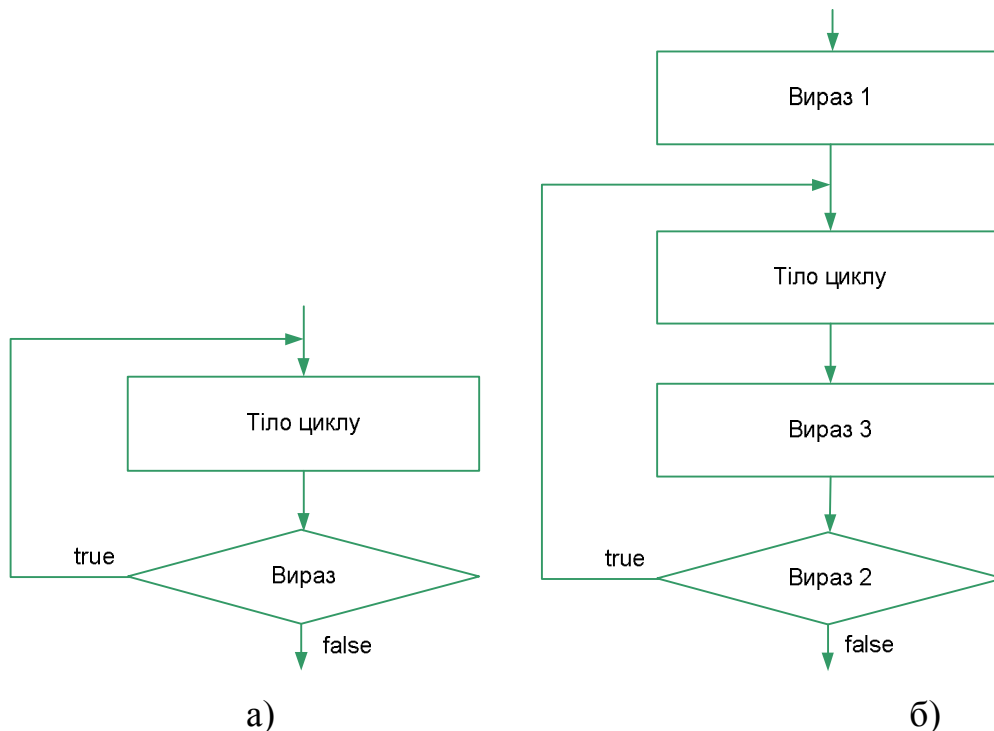 Вираз 1
Тіло циклу
Вираз 3
true
Вираз 2
false
Тіло циклу
true
Вираз
false
а)
б)